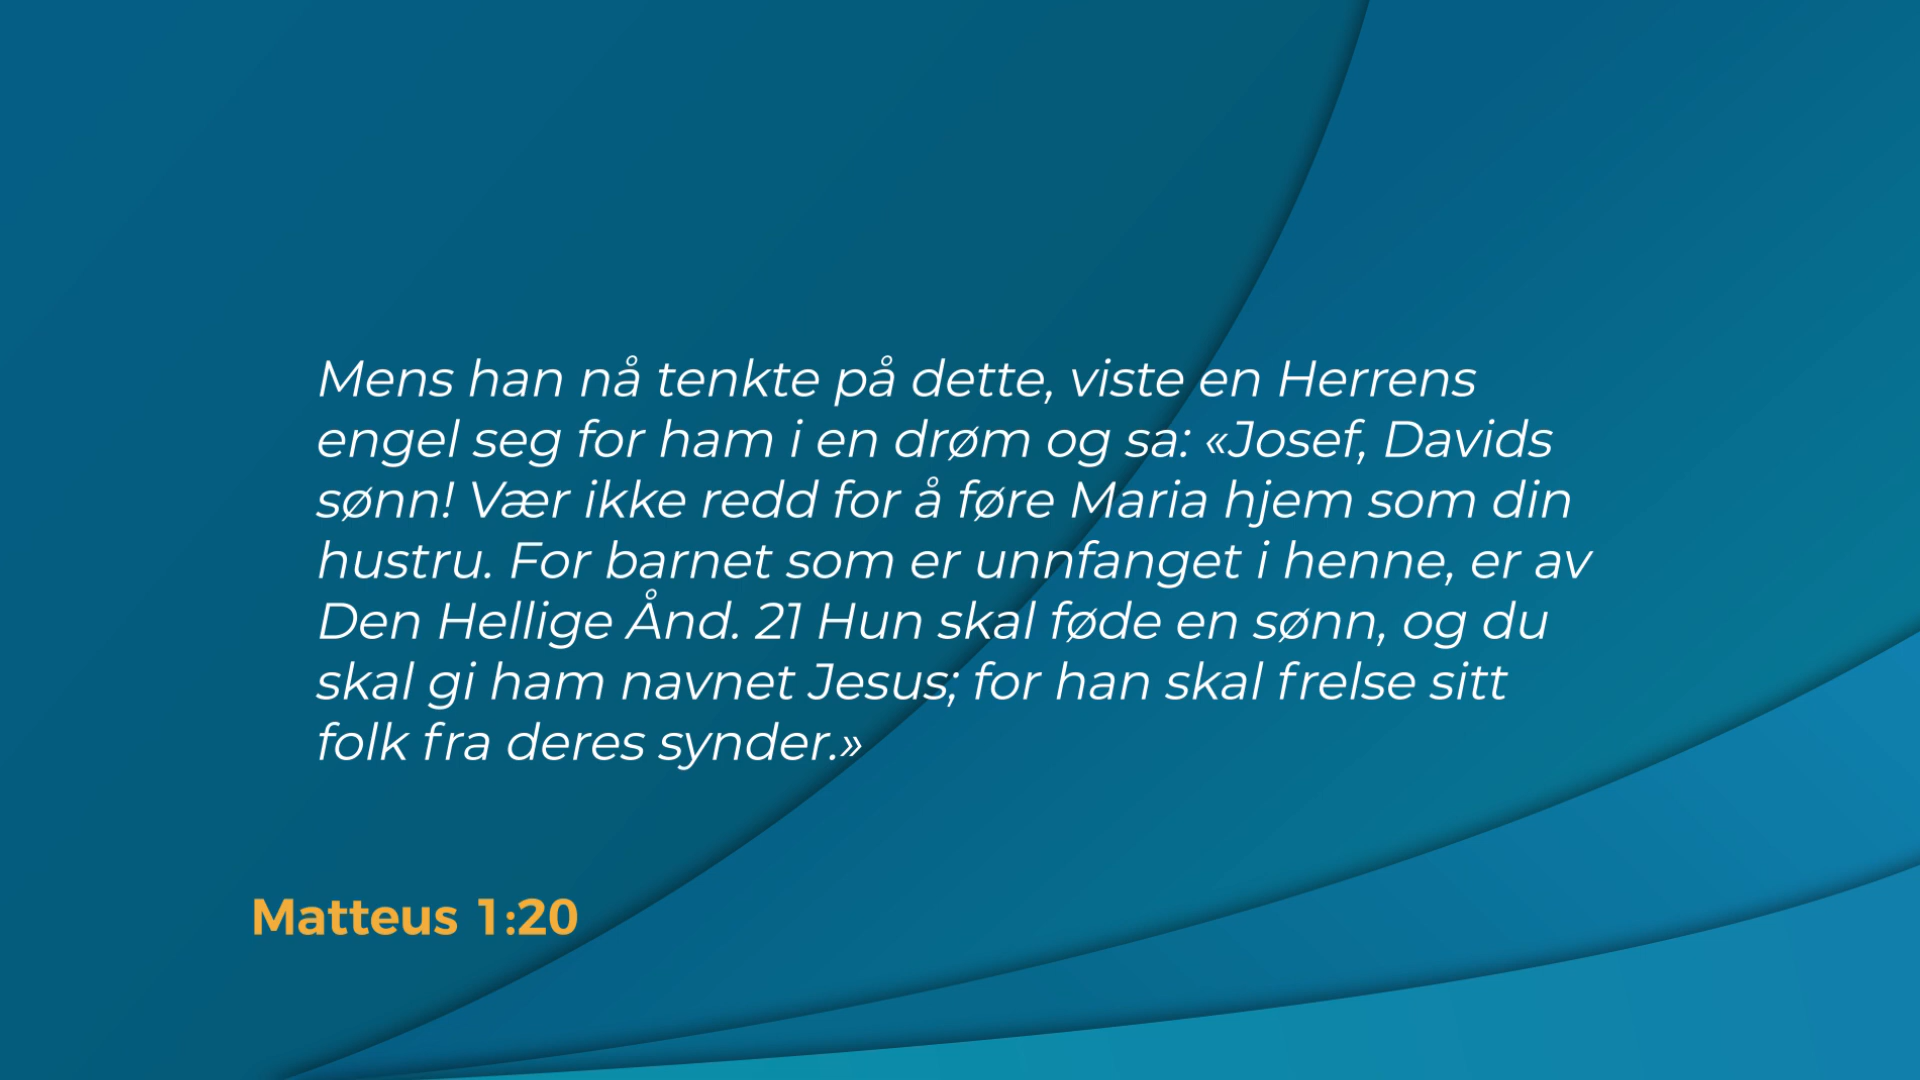 Mens han nå tenkte på dette, viste en Herrens
engel seg for ham i en drøm og sa: «Josef, Davids
sønn! Vær ikke redd for å føre Maria hjem som din
hustru. For barnet som er unnfanget i henne, er av
Den Hellige Ånd. 21 Hun skal føde en sønn, og du
skal gi ham navnet Jesus; for han skal frelse sitt
folk fra deres synder.»
Matteus 1:20